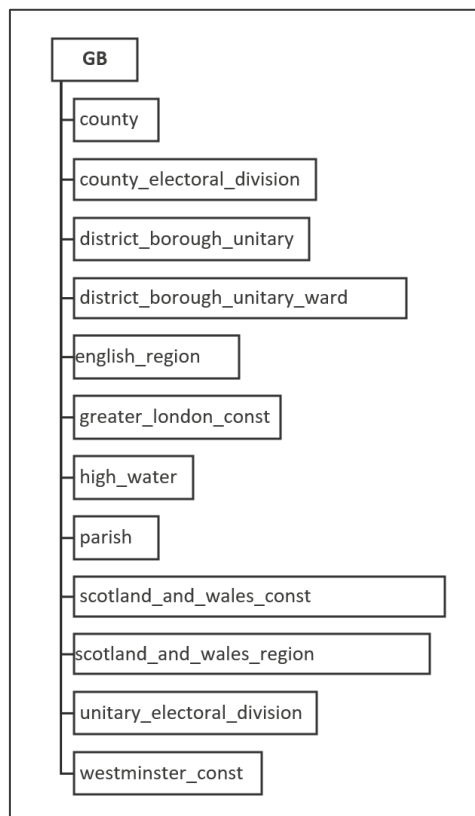 GB
county
county_electoral_division
district_borough_unitary
district_borough_unitary_ward
english_region
greater_london_const
high_water
parish
scotland_and_wales_const
scotland_and_wales_region
unitary_electoral_division
westminster_const